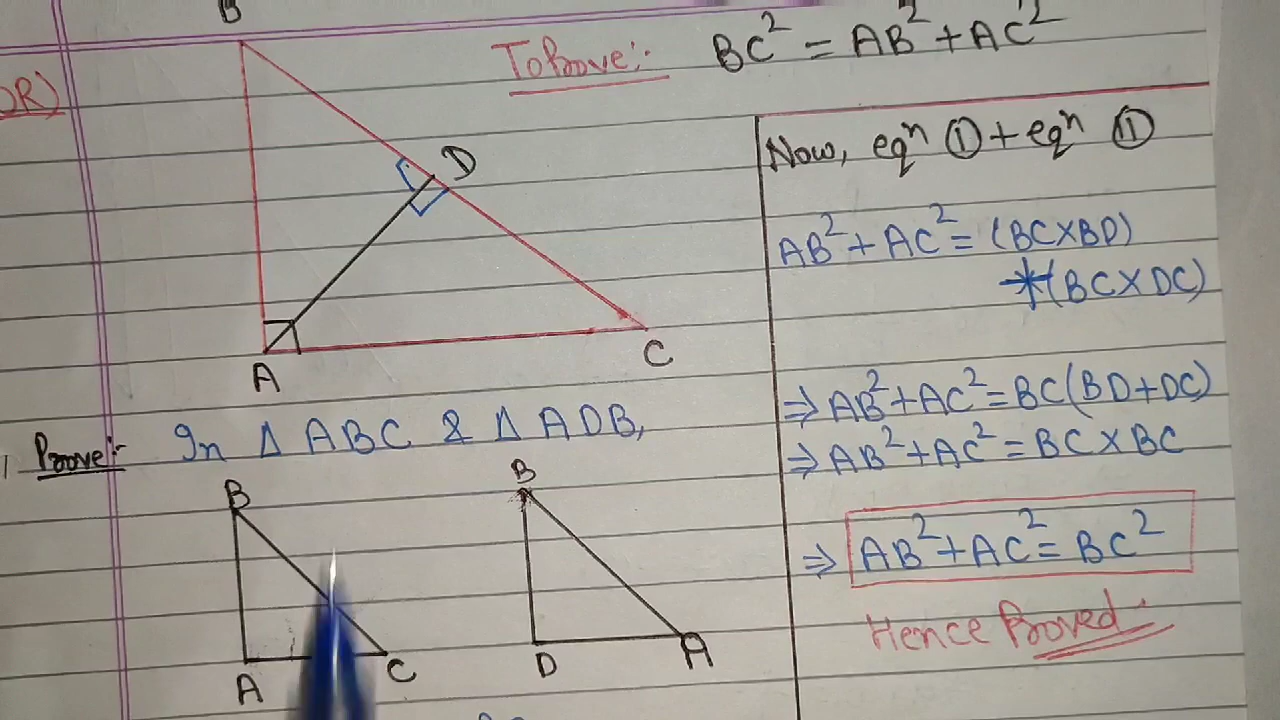 B
To Prove:- BC² = AB² + AC²
OR)
D
A
C
Prove:- In Δ ABC & Δ ADB,
B
A
C
B
D
A
Now, eqⁿ ① + eqⁿ ⑪
AB² + AC² = (BC×BD)
+(BC×DC)
⇒ AB² + AC² = BC(BD+DC)
⇒ AB² + AC² = BC × BC
⇒ AB² + AC² = BC²
Hence Proved.